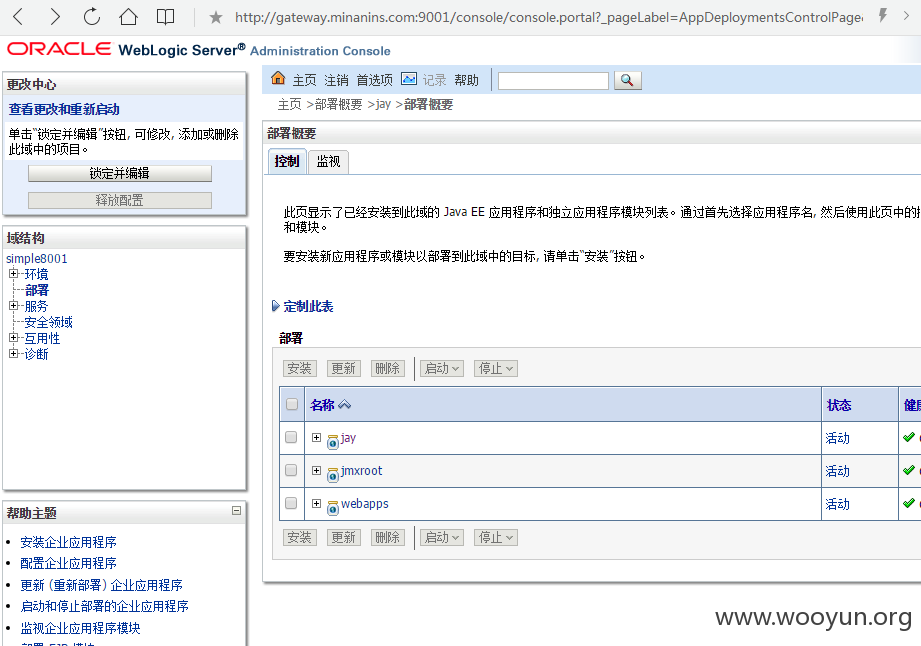 http://gateway.minanins.com:9001/console/console.portal?_pageLabel=AppDeploymentsControlPage
ORACLE WebLogic Server® Administration Console
更改中心
查看更改和重新启动
单击"锁定并编辑"按钮, 可修改, 添加或删除
此域中的项目。
锁定并编辑
释放配置
域结构
simple8001
环境
部署
服务
安全领域
互用性
诊断
帮助主题
安装企业应用程序
配置企业应用程序
更新 (重新部署) 企业应用程序
启动和停止部署的企业应用程序
监视企业应用程序模块
主页 注销 首选项 记录 帮助
主页 >部署概要 >jay >部署概要
部署概要
控制 监视
此页显示了已经安装到此域的 Java EE 应用程序和独立应用程序模块列表。通过首先选择应用程序名, 然后使用此页中的
和模块。
要安装新应用程序或模块以部署到此域中的目标, 请单击"安装"按钮。
定制此表
部署
安装 更新 删除 启动 停止
名称 状态
jay 活动
jmxroot 活动
webapps 活动
安装 更新 删除 启动 停止
www.wooyun.org